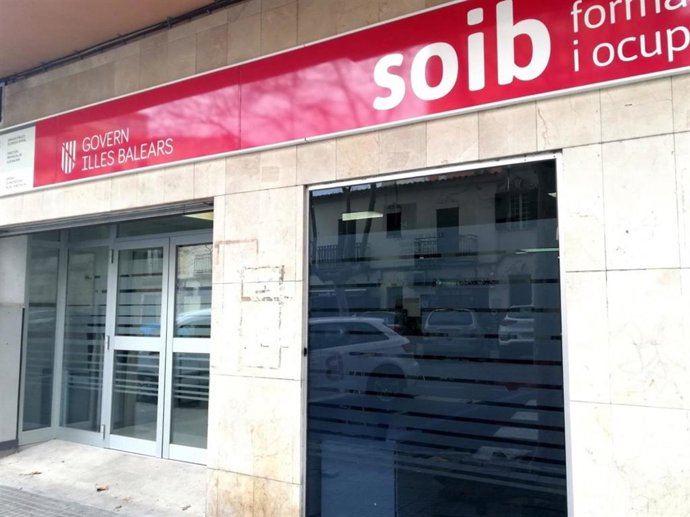 soib
forma
i ocup
GOVERN
ILLES BALEARS